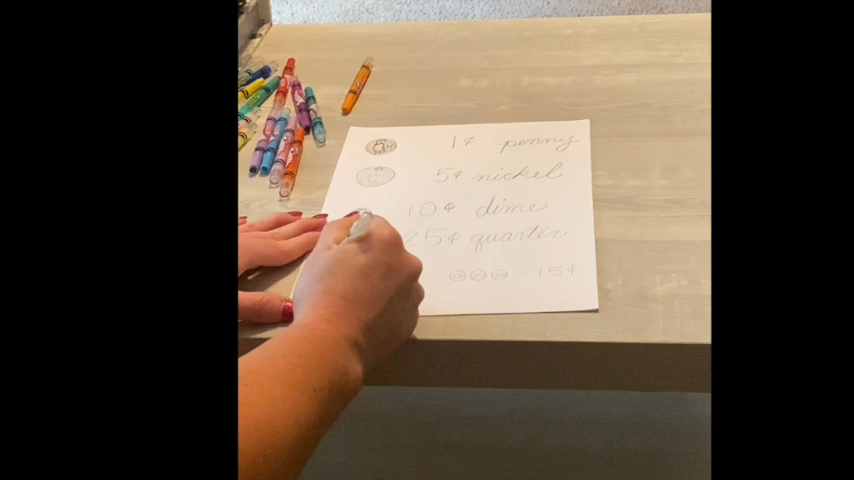 1¢ penny
5¢ nickel
10¢ dime
25¢ quarter
= 75¢